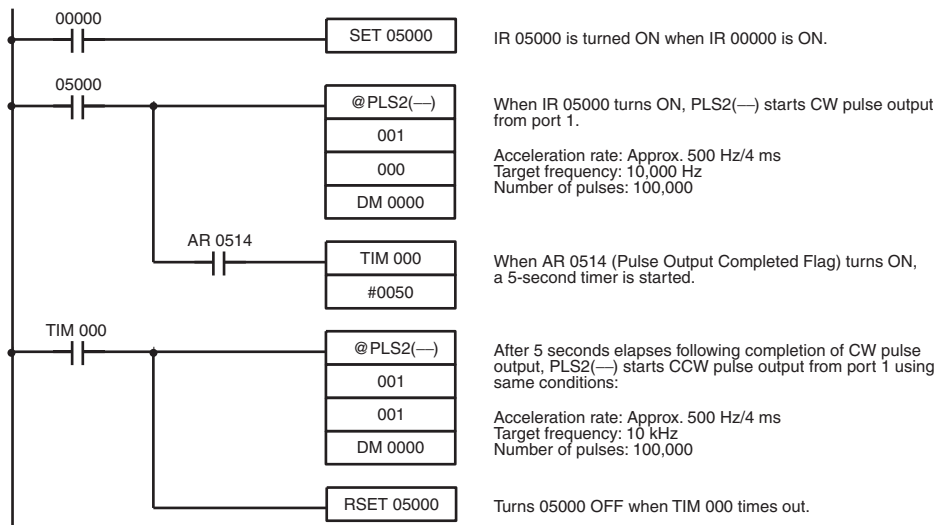 00000
SET 05000
IR 05000 is turned ON when IR 00000 is ON.
05000
@PLS2(––)
001
000
DM 0000
When IR 05000 turns ON, PLS2(––) starts CW pulse output
from port 1.
Acceleration rate: Approx. 500 Hz/4 ms
Target frequency: 10,000 Hz
Number of pulses: 100,000
AR 0514
TIM 000
#0050
When AR 0514 (Pulse Output Completed Flag) turns ON,
a 5-second timer is started.
TIM 000
@PLS2(––)
001
001
DM 0000
After 5 seconds elapses following completion of CW pulse
output, PLS2(––) starts CCW pulse output from port 1 using
same conditions:
Acceleration rate: Approx. 500 Hz/4 ms
Target frequency: 10 kHz
Number of pulses: 100,000
RSET 05000
Turns 05000 OFF when TIM 000 times out.